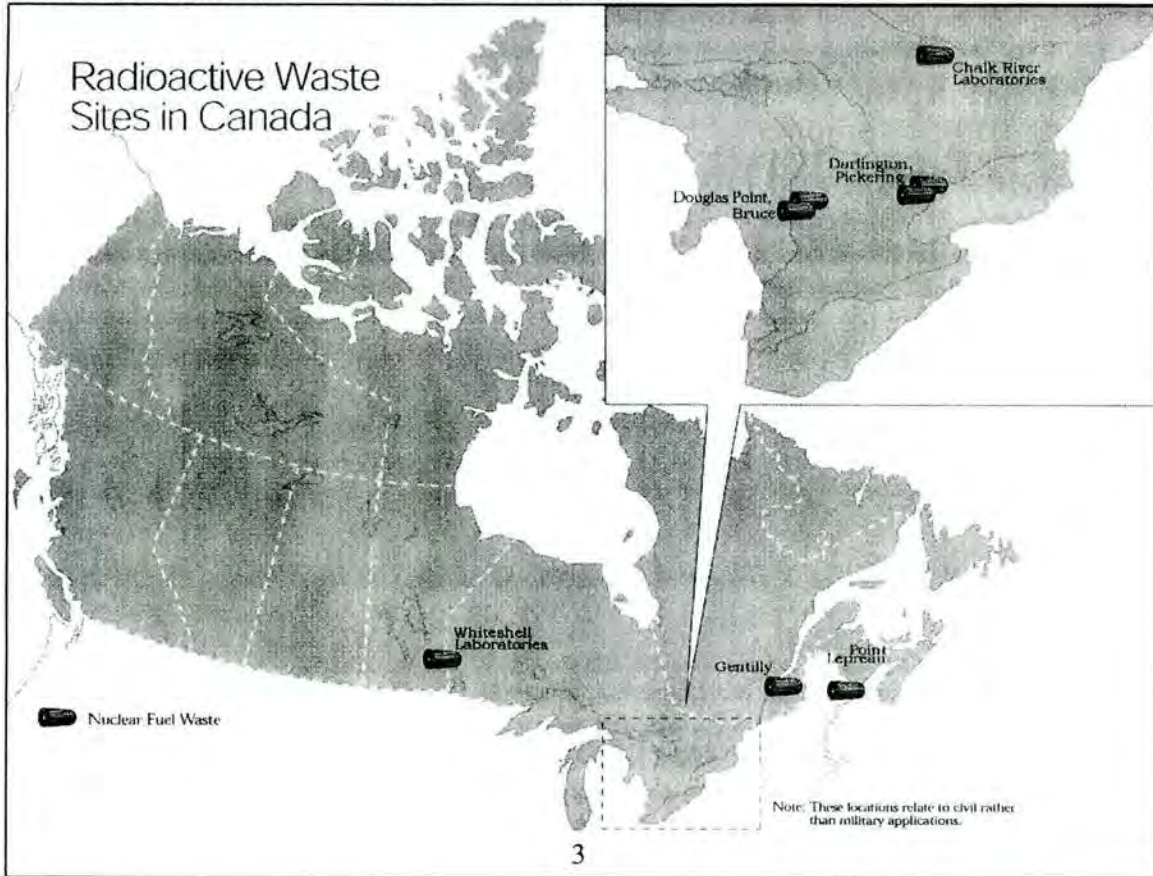 Radioactive Waste
Sites in Canada
Chalk River
Laboratories
Darlington,
Pickering
Douglas Point,
Bruce
Whiteshell
Laboratories
Gentilly
Point
Lepreau
Nuclear Fuel Waste
Note: These locations relate to civil rather
than military applications.
3